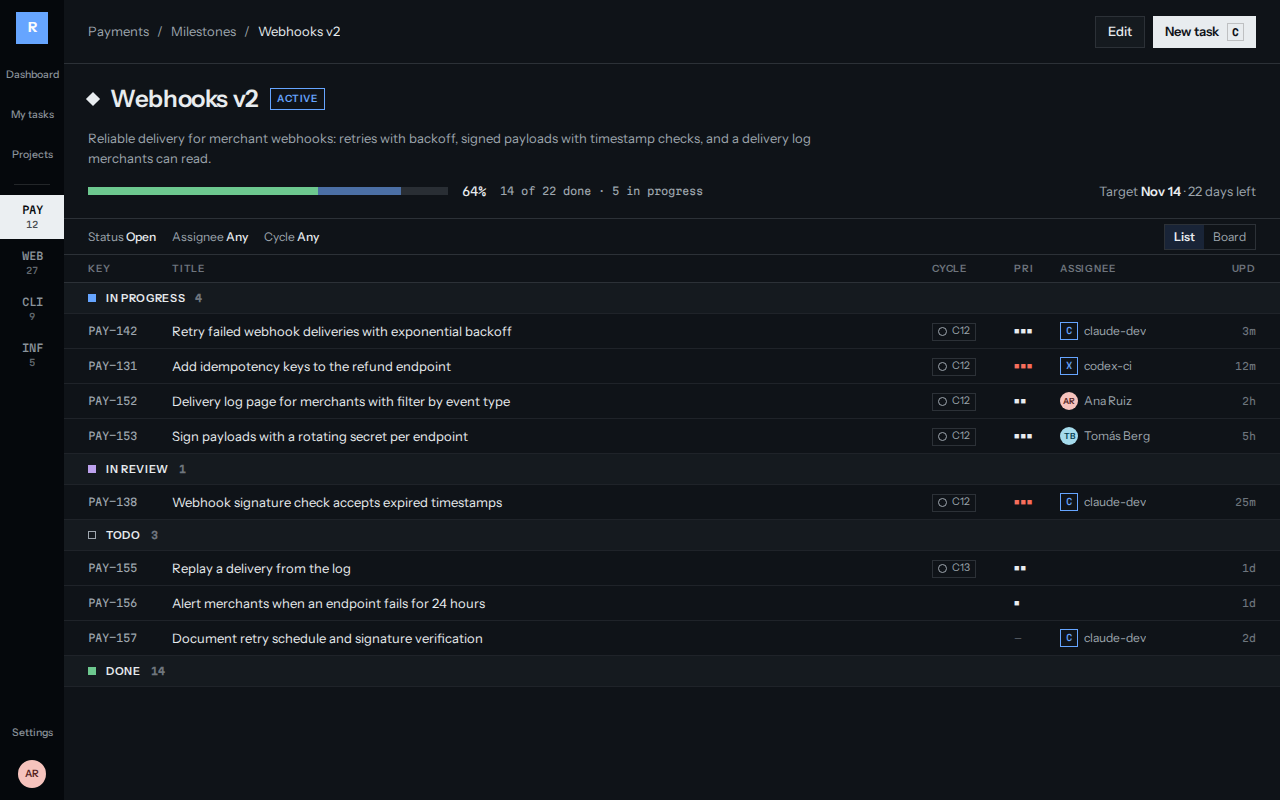 R
Dashboard
My tasks
Projects
PAY
12
WEB
27
CLI
9
INF
5
Settings
AR
Payments / Milestones / Webhooks v2
Edit
New task C
Webhooks v2 ACTIVE
Reliable delivery for merchant webhooks: retries with backoff, signed payloads with timestamp checks, and a delivery log
merchants can read.
64% 14 of 22 done · 5 in progress
Target Nov 14 · 22 days left
Status Open Assignee Any Cycle Any
List Board
KEY TITLE CYCLE PRI ASSIGNEE UPD
IN PROGRESS 4
PAY-142 Retry failed webhook deliveries with exponential backoff C12 C claude-dev 3m
PAY-131 Add idempotency keys to the refund endpoint C12 X codex-ci 12m
PAY-152 Delivery log page for merchants with filter by event type C12 AR Ana Ruiz 2h
PAY-153 Sign payloads with a rotating secret per endpoint C12 TB Tomás Berg 5h
IN REVIEW 1
PAY-138 Webhook signature check accepts expired timestamps C12 C claude-dev 25m
TODO 3
PAY-155 Replay a delivery from the log C13 1d
PAY-156 Alert merchants when an endpoint fails for 24 hours 1d
PAY-157 Document retry schedule and signature verification — C claude-dev 2d
DONE 14